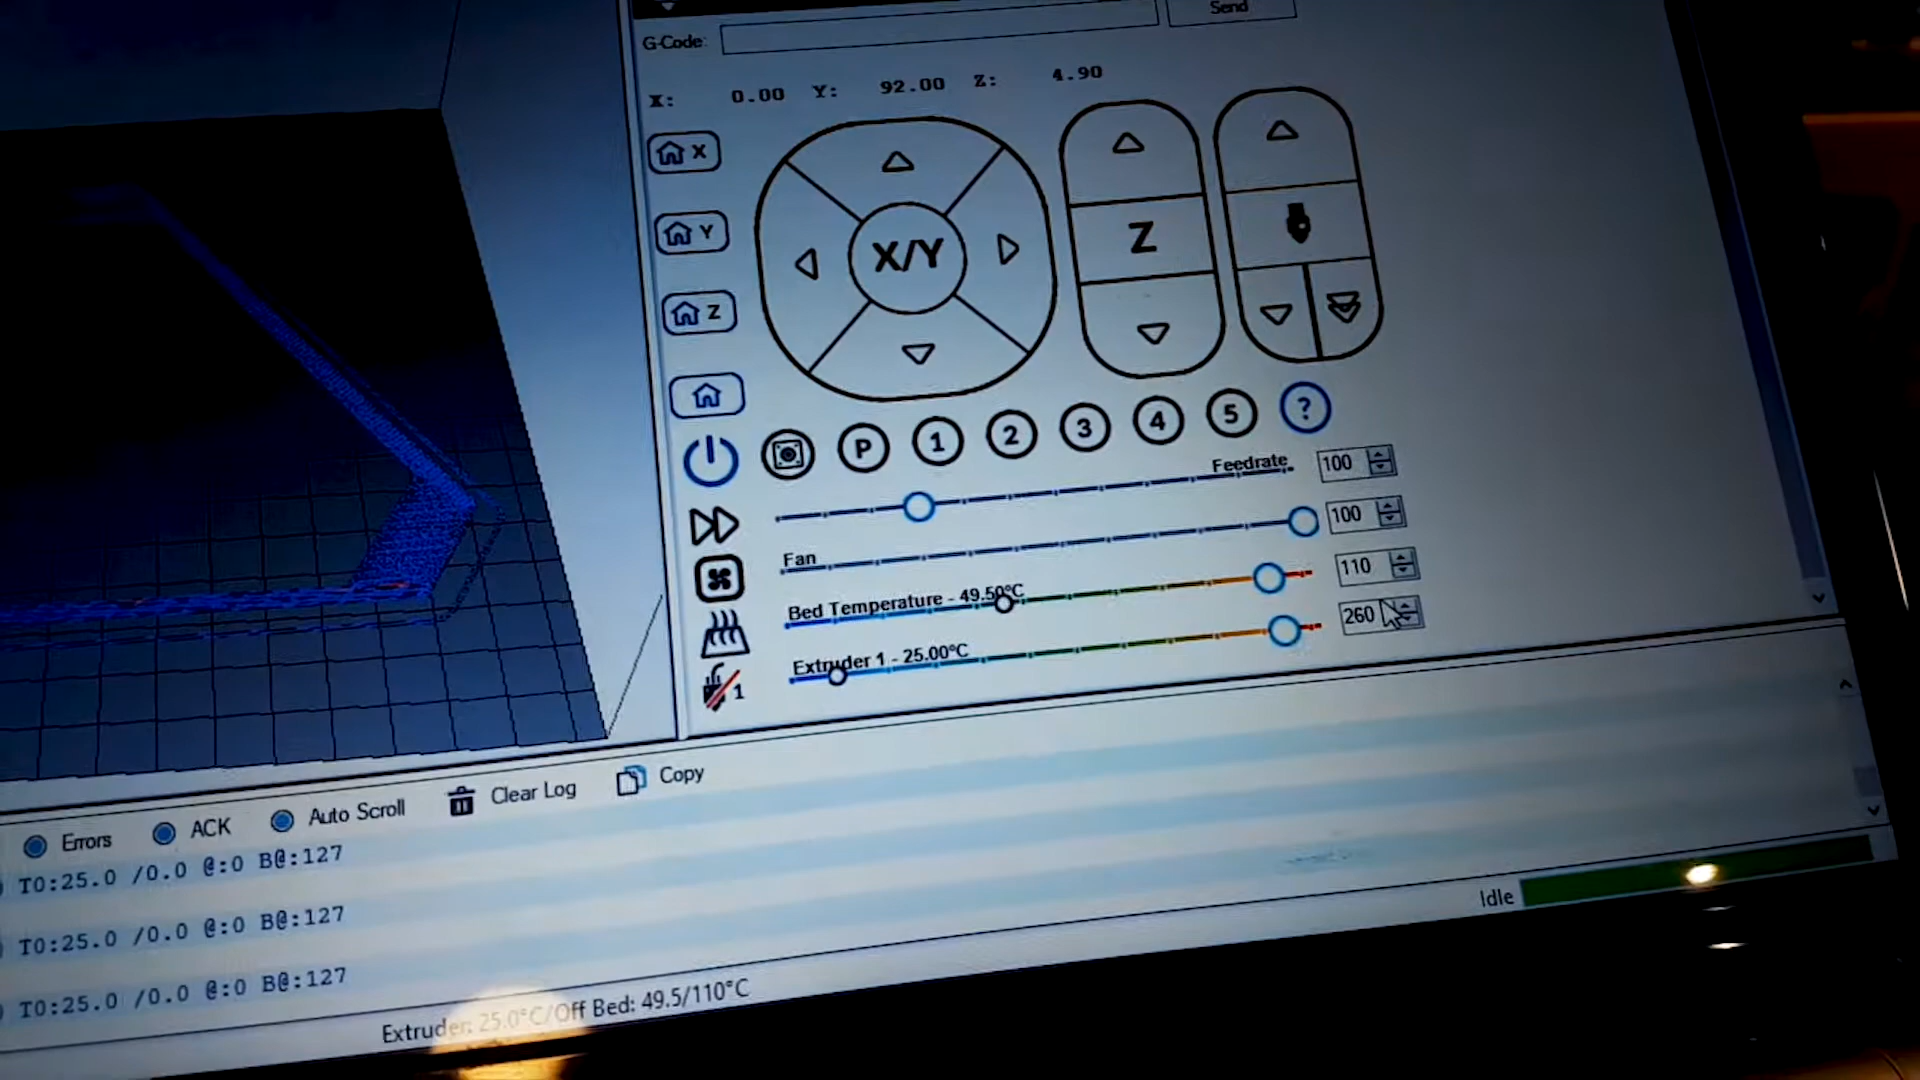 G-Code: Send
X: 0.00 Y: 92.00 Z: 4.90
X
Y
X/Y
Z
Z
P 1 2 3 4 5 ?
Feedrate 100
Fan 100
Bed Temperature - 49.50°C 110
Extruder 1 - 25.00°C 260
1
Errors ACK Auto Scroll Clear Log Copy
T0:25.0 /0.0 @:0 B@:127
T0:25.0 /0.0 @:0 B@:127
T0:25.0 /0.0 @:0 B@:127
Idle
Extruder: 25.0°C/Off Bed: 49.5/110°C